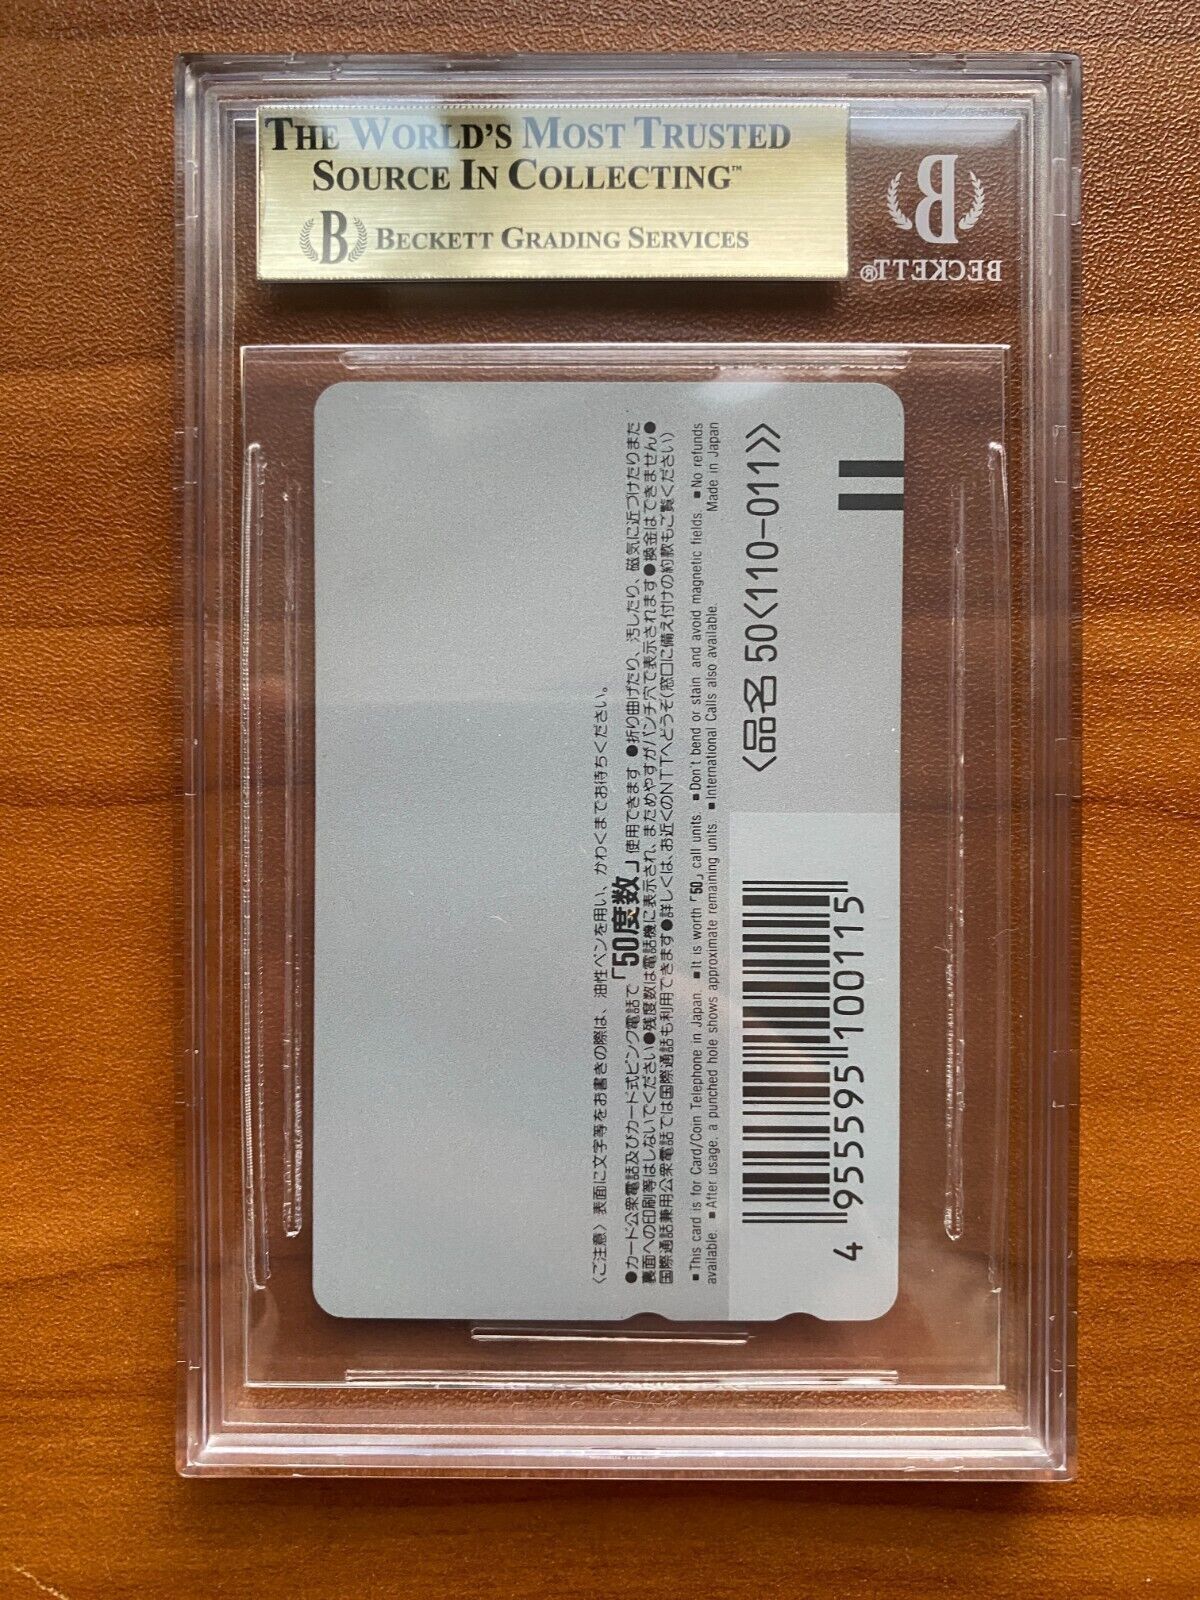 THE WORLD'S MOST TRUSTED
SOURCE IN COLLECTING™
B BECKETT GRADING SERVICES
B
BECKETT®
〈ご注意〉表面に文字等をお書きの際は、油性ペンを用い、かわくまでお待ちください。
●カード公衆電話及びカード式ピンク電話で「50度数」使用できます ●折り曲げたり、汚したり、磁気に近づけたりまた
裏面への印刷等はしないでください●残度数は電話機に表示され、まためやすがパンチ穴で表示されます●換金はできません●
国際通話兼用公衆電話では国際通話も利用できます●詳しくは、お近くのNTTへどうぞ(窓口に備え付けの約款もご覧ください)
■This card is for Card/Coin Telephone in Japan. ■It is worth「50」call units. ■Don't bend or stain and avoid magnetic fields. ■No refunds
available. ■After usage, a punched hole shows approximate remaining units. ■International Calls also available. Made in Japan
〈品名 50〈110-011〉〉
4 955595 100115